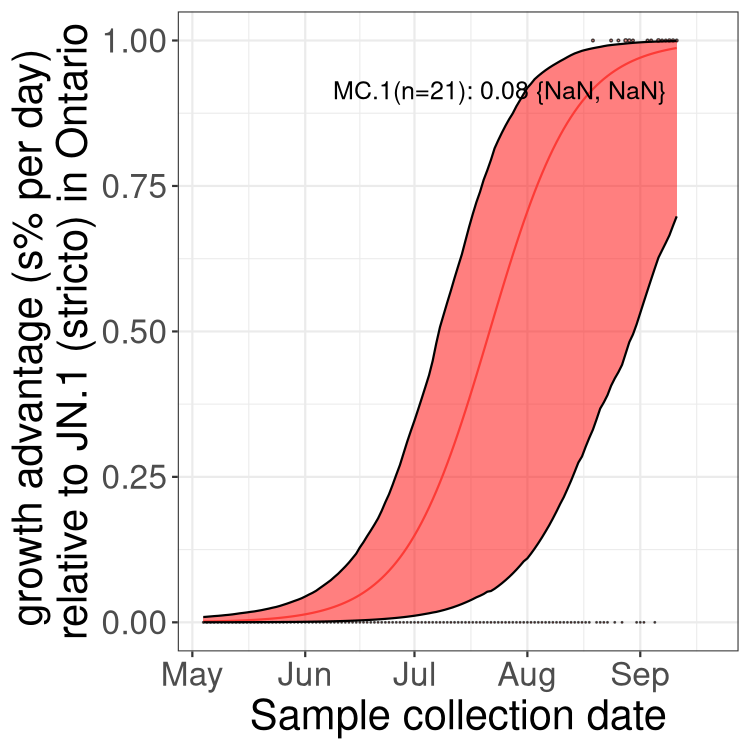 growth advantage (s% per day)
relative to JN.1 (stricto) in Ontario
1.00
0.75
0.50
0.25
0.00
MC.1(n=21): 0.08 {NaN, NaN}
May Jun Jul Aug Sep
Sample collection date